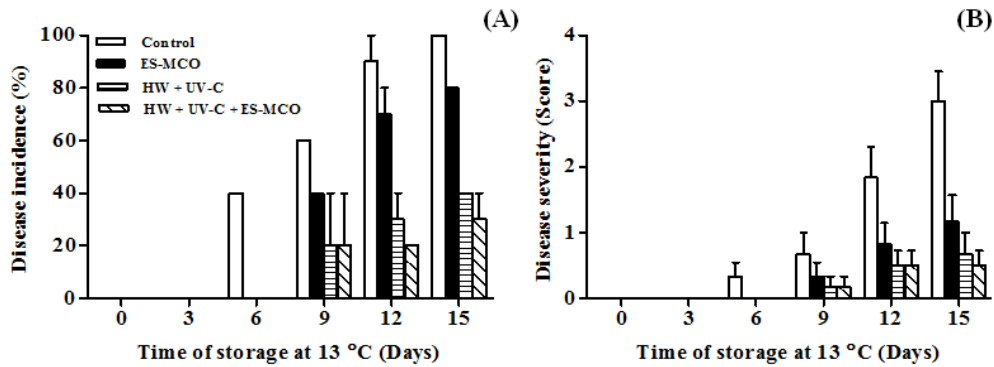 (A)
100
80
60
40
20
0
Disease incidence (%)
Control
ES-MCO
HW + UV-C
HW + UV-C + ES-MCO
0 3 6 9 12 15
Time of storage at 13 °C (Days)
(B)
4
3
2
1
0
Disease severity (Score)
0 3 6 9 12 15
Time of storage at 13 °C (Days)